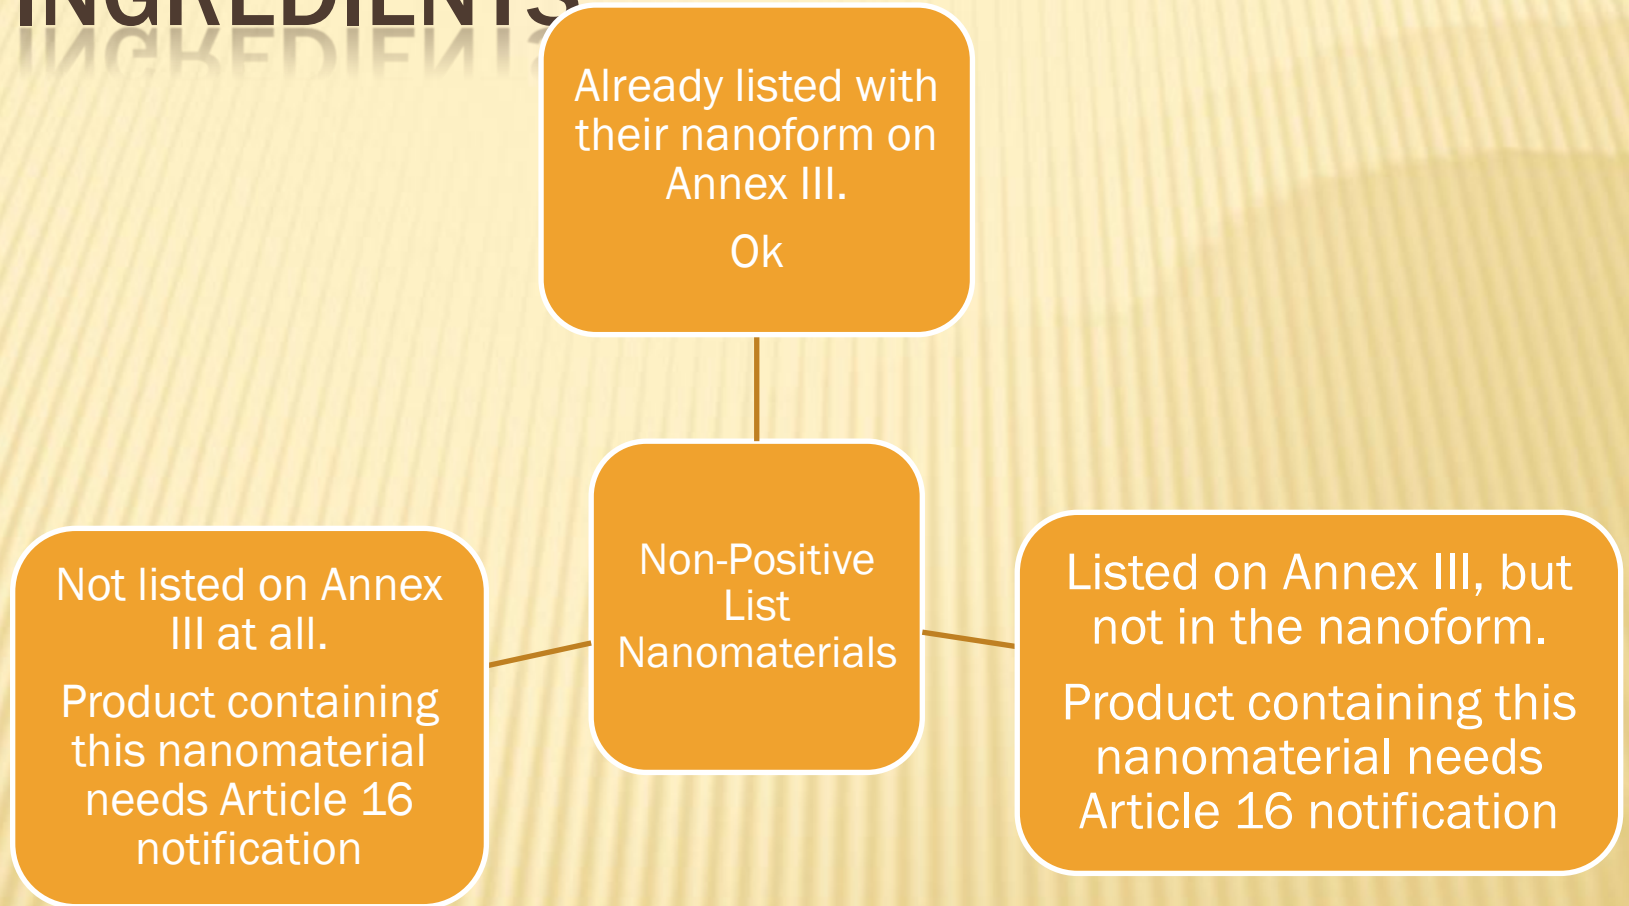 INGREDIENTS
Already listed with
their nanoform on
Annex III.
Ok
Non-Positive
List
Nanomaterials
Not listed on Annex
III at all.
Product containing
this nanomaterial
needs Article 16
notification
Listed on Annex III, but
not in the nanoform.
Product containing this
nanomaterial needs
Article 16 notification